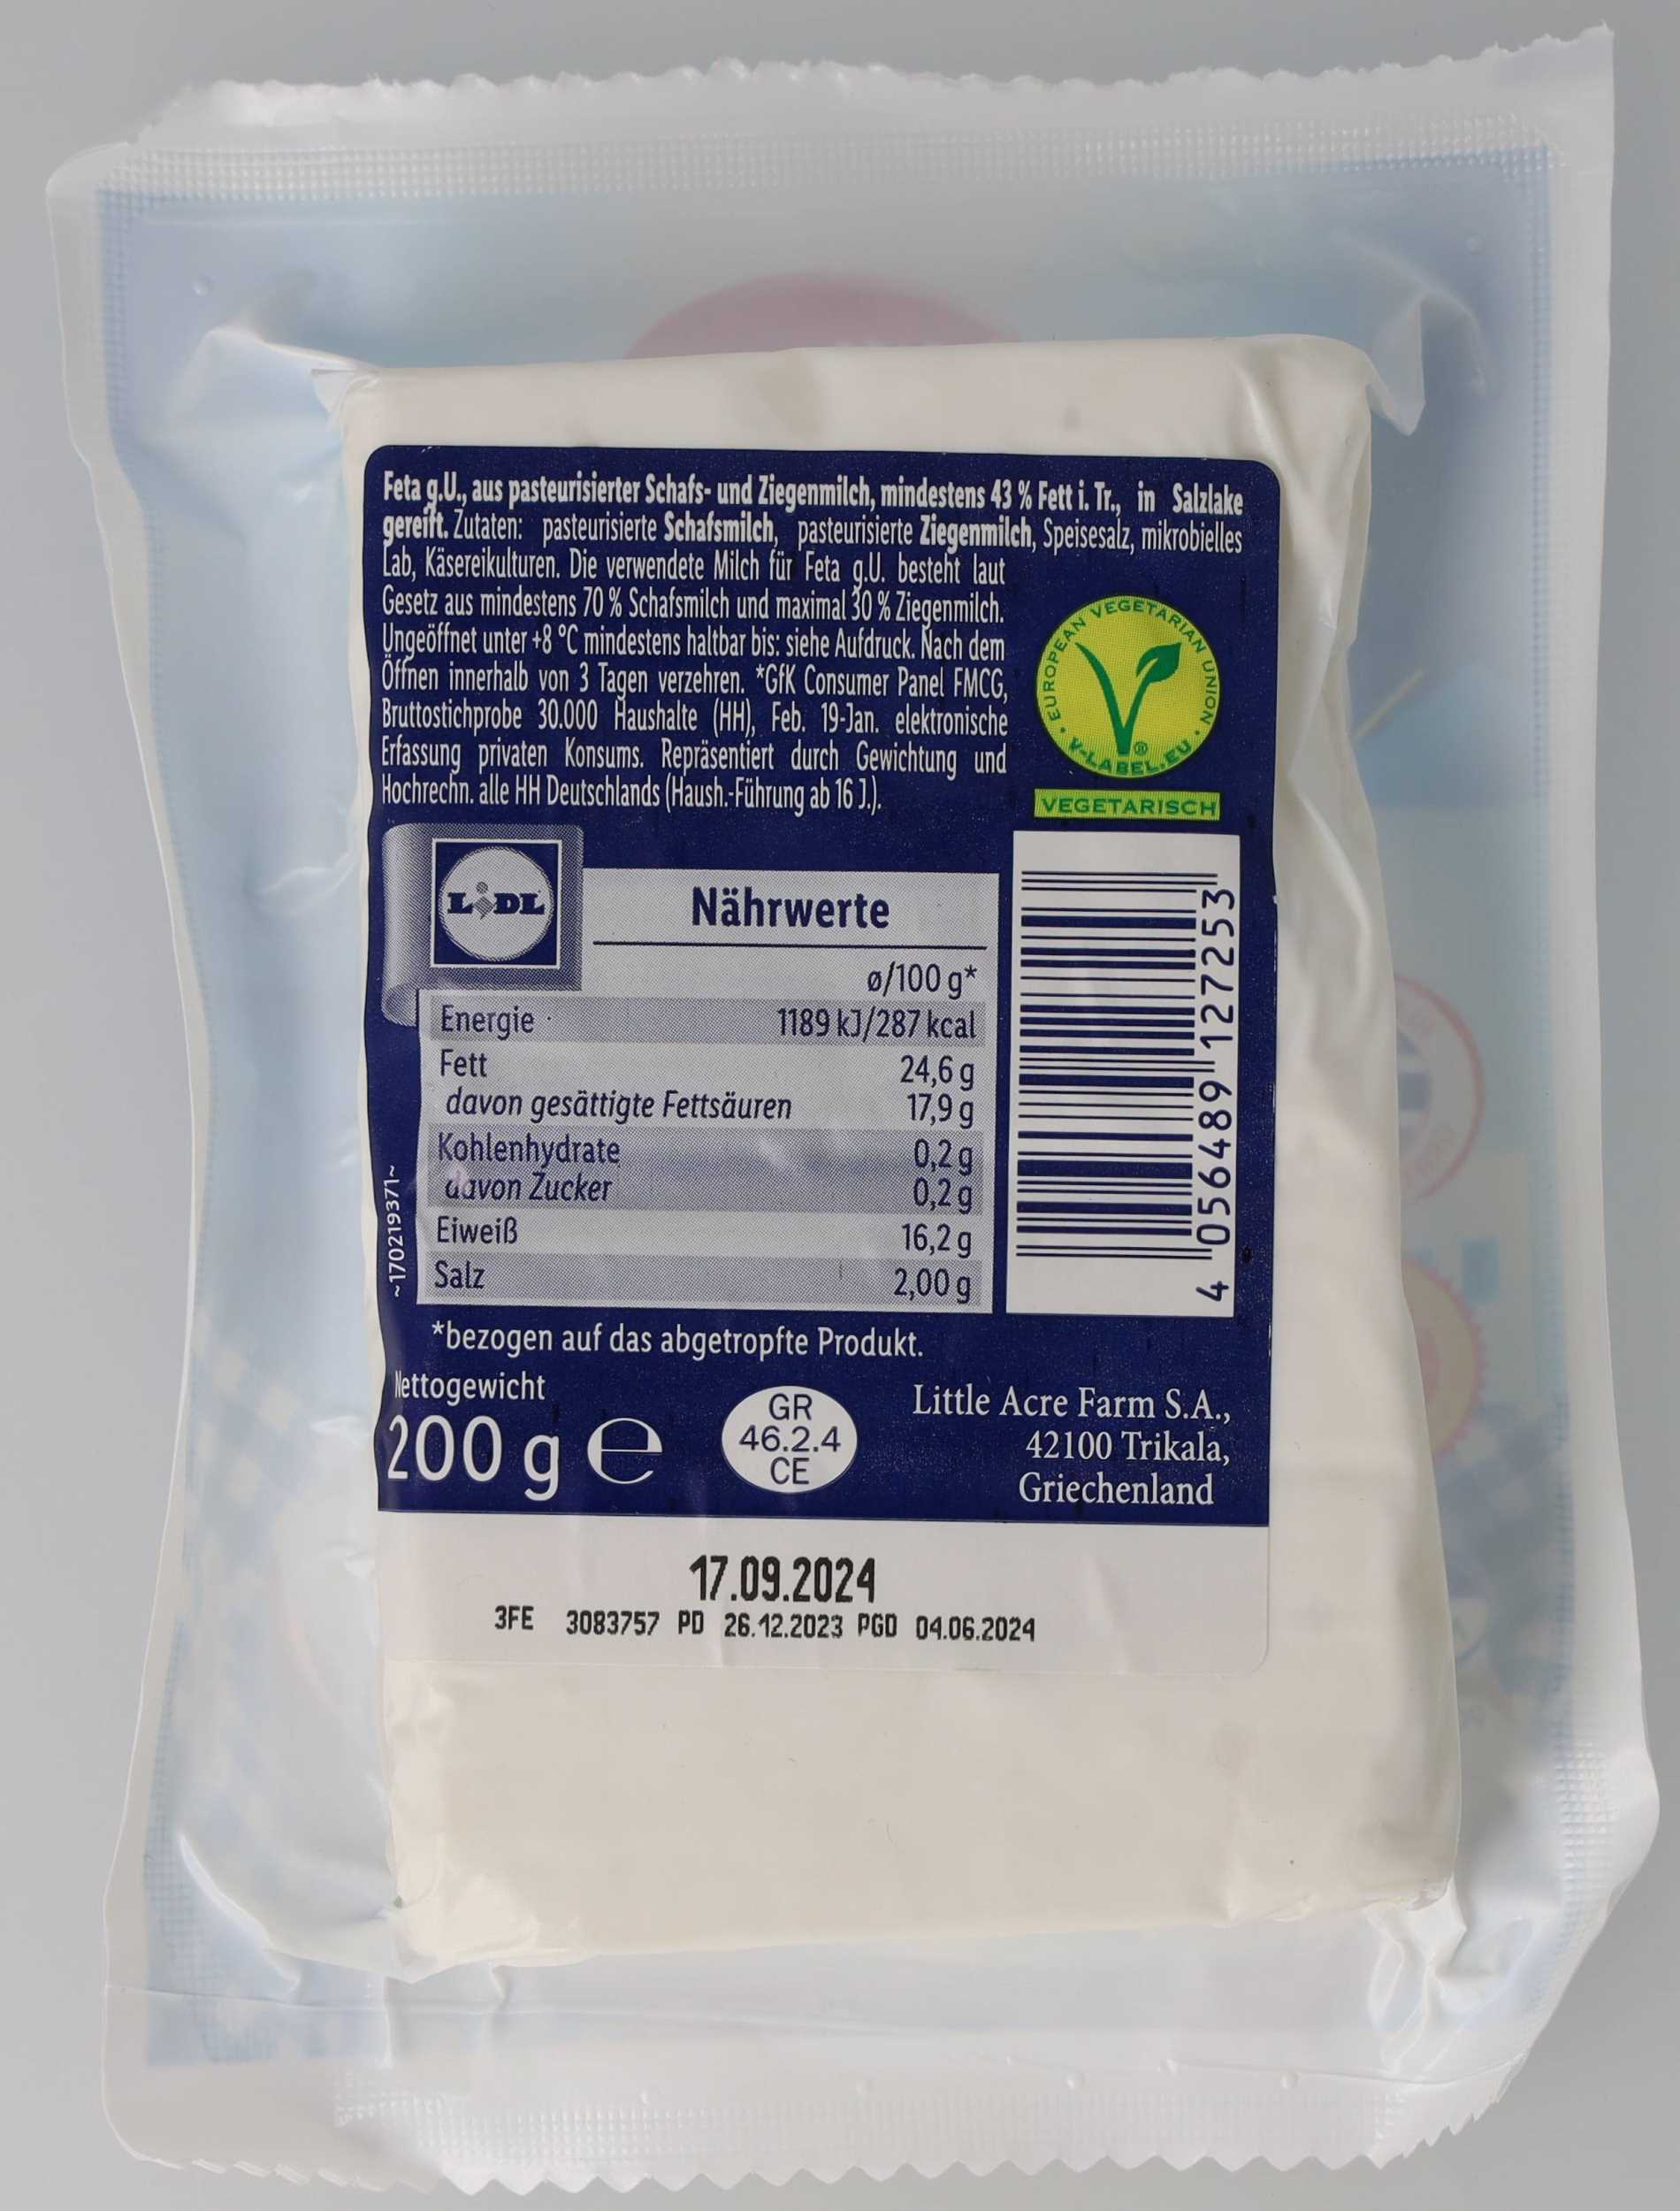 Feta g.U., aus pasteurisierter Schafs- und Ziegenmilch, mindestens 43 % Fett i. Tr., in Salzlake
gereift. Zutaten: pasteurisierte Schafsmilch, pasteurisierte Ziegenmilch, Speisesalz, mikrobielles
Lab, Käsereikulturen. Die verwendete Milch für Feta g.U. besteht laut
Gesetz aus mindestens 70 % Schafsmilch und maximal 30 % Ziegenmilch.
Ungeöffnet unter +8 °C mindestens haltbar bis: siehe Aufdruck. Nach dem
Öffnen innerhalb von 3 Tagen verzehren. *GfK Consumer Panel FMCG,
Bruttostichprobe 30.000 Haushalte (HH), Feb. 19-Jan. elektronische
Erfassung privaten Konsums. Repräsentiert durch Gewichtung und
Hochrechn. alle HH Deutschlands (Haush.-Führung ab 16 J.).
EUROPEAN VEGETARIAN UNION
V-LABEL.EU
®
VEGETARISCH
LIDL
Nährwerte
ø/100 g*
Energie 1189 kJ/287 kcal
Fett 24,6 g
davon gesättigte Fettsäuren 17,9 g
Kohlenhydrate 0,2 g
davon Zucker 0,2 g
Eiweiß 16,2 g
Salz 2,00 g
~170219371~
4 056489 127253
*bezogen auf das abgetropfte Produkt.
Nettogewicht
200 g e
GR
46.2.4
CE
Little Acre Farm S.A.,
42100 Trikala,
Griechenland
17.09.2024
3FE 3083757 PD 26.12.2023 PGD 04.06.2024